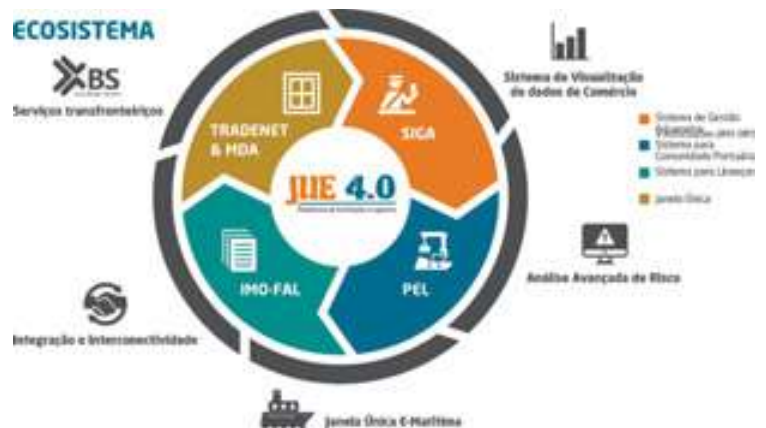 ECOSISTEMA
XBS
Serviços transfronteiriços
Sistema de Visualização
de dados de Comércio
TRADENET
& MDA
SIGA
JUE 4.0
Sistema de Gestão
Sistema para
Comunidade Portuária
Sistema para Licenças
Janela Única
IMO-FAL
PEL
Análise Avançada de Risco
Integração e Interconectividade
Janela Única E-Marítima